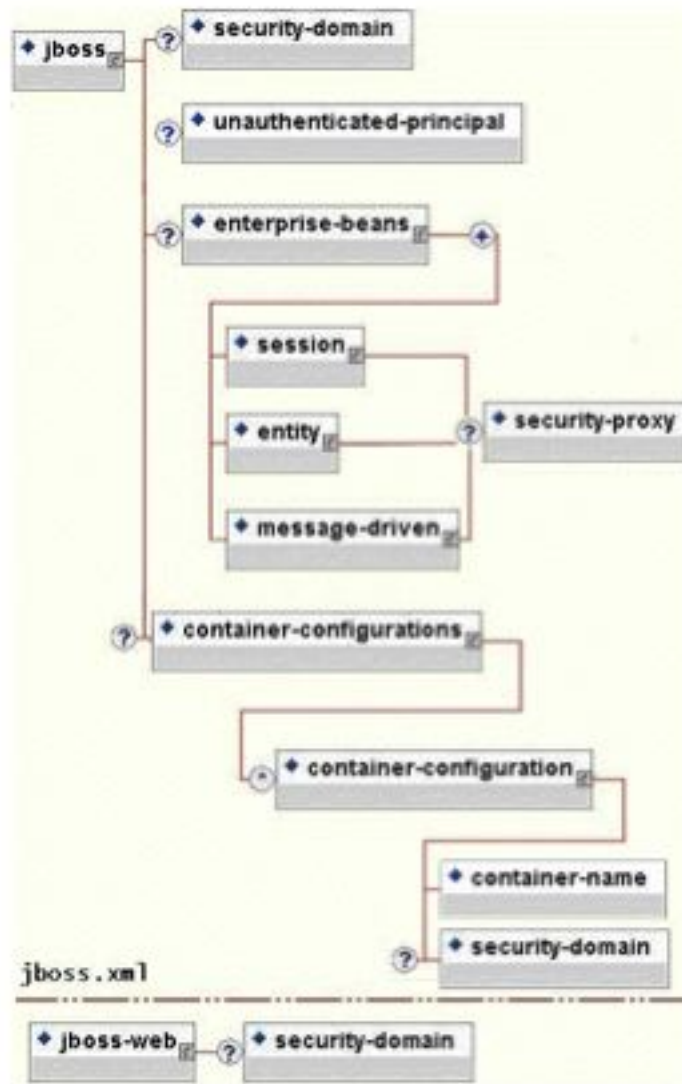 jboss
? security-domain
? unauthenticated-principal
? enterprise-beans +
session
entity
message-driven
? security-proxy
? container-configurations
* container-configuration
container-name
? security-domain
jboss.xml
jboss-web ? security-domain